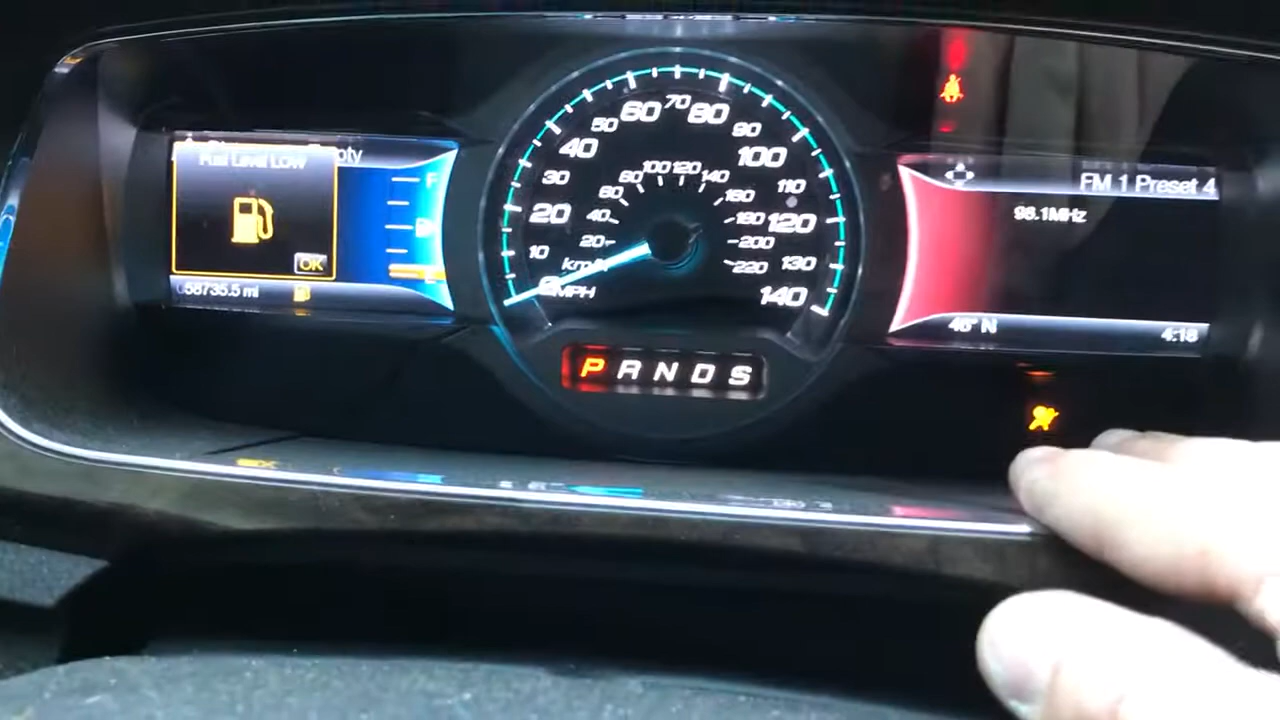 Fuel Level Low
Empty
F
E
OK
58735.5 mi
0 10 20 30 40 50 60 70 80 90 100 110 120 130 140
MPH
20 40 60 80 100 120 140 160 180 200 220
km/h
P R N D S
FM 1 Preset 4
98.1MHz
46° N
4:18